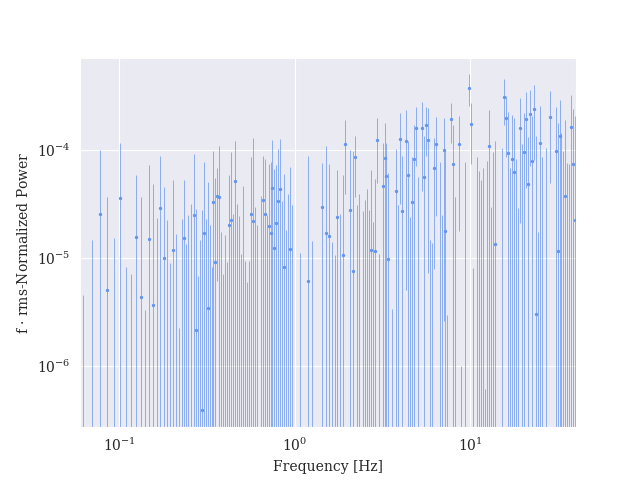 f · rms-Normalized Power
10⁻⁴
10⁻⁵
10⁻⁶
10⁻¹ 10⁰ 10¹
Frequency [Hz]